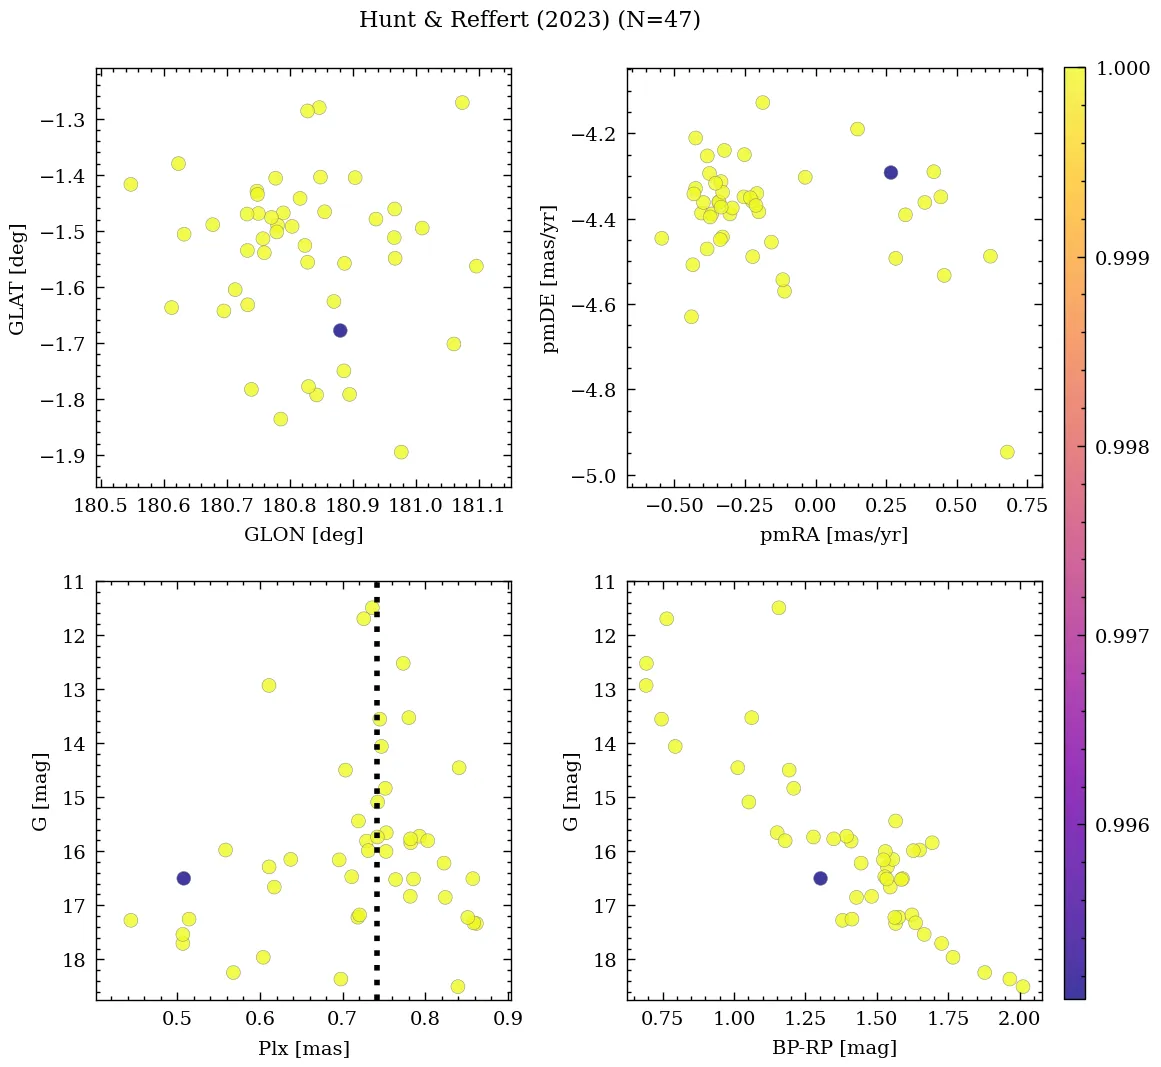 Hunt & Reffert (2023) (N=47)
−1.3
−1.4
−1.5
−1.6
−1.7
−1.8
−1.9
GLAT [deg]
180.5 180.6 180.7 180.8 180.9 181.0 181.1
GLON [deg]
−4.2
−4.4
−4.6
−4.8
−5.0
pmDE [mas/yr]
−0.50 −0.25 0.00 0.25 0.50 0.75
pmRA [mas/yr]
11
12
13
14
15
16
17
18
G [mag]
0.5 0.6 0.7 0.8 0.9
Plx [mas]
11
12
13
14
15
16
17
18
G [mag]
0.75 1.00 1.25 1.50 1.75 2.00
BP-RP [mag]
1.000
0.999
0.998
0.997
0.996